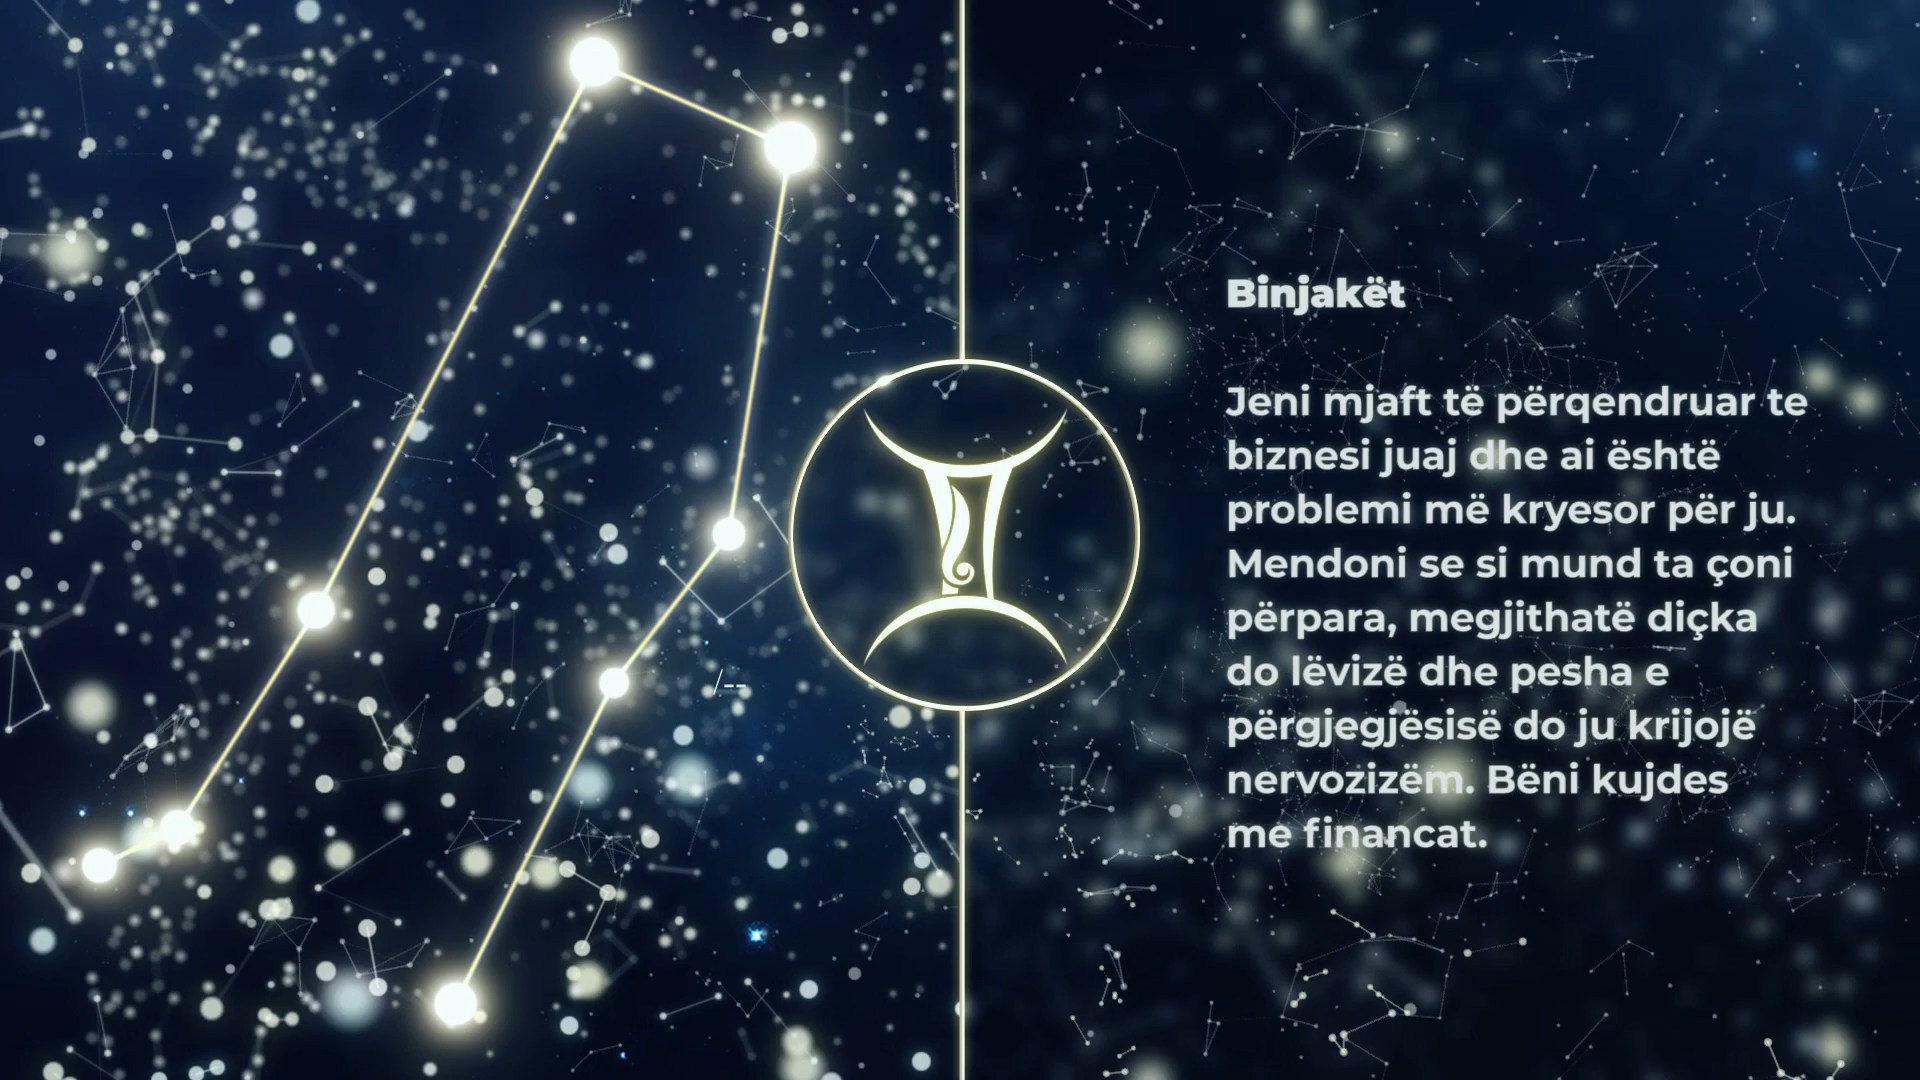 Binjakët
Jeni mjaft të përqendruar te
biznesi juaj dhe ai është
problemi më kryesor për ju.
Mendoni se si mund ta çoni
përpara, megjithatë diçka
do lëvizë dhe pesha e
përgjegjësisë do ju krijojë
nervozizëm. Bëni kujdes
me financat.